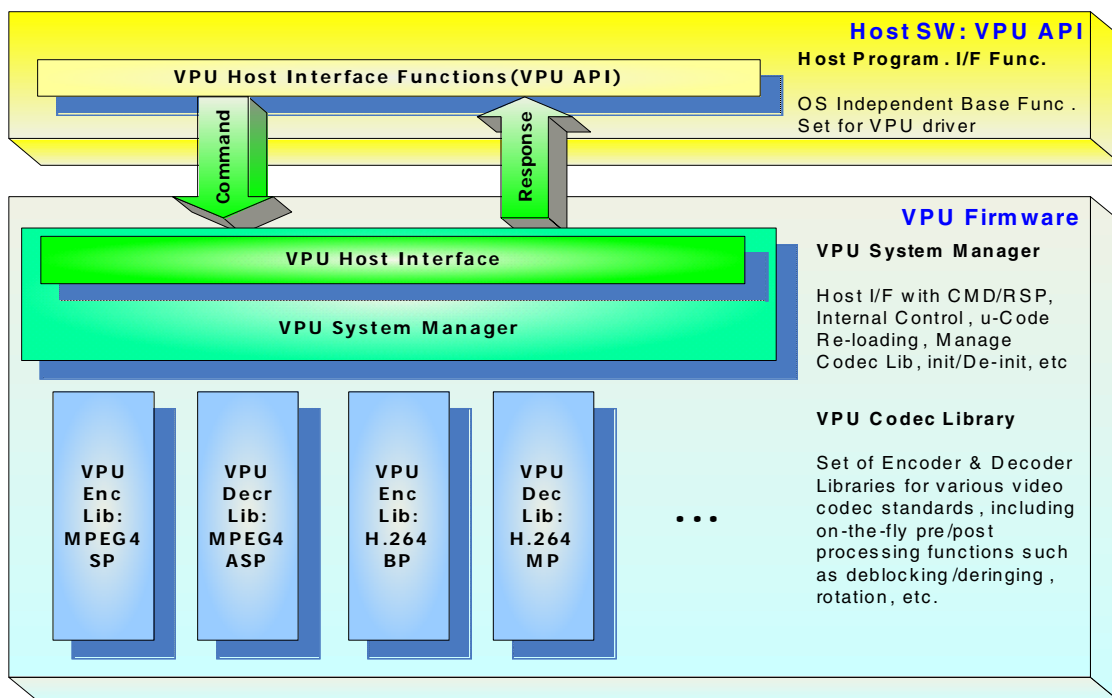 Host SW: VPU API
Host Program. I/F Func.
OS Independent Base Func.
Set for VPU driver
VPU Host Interface Functions(VPU API)
Command
Response
VPU Firmware
VPU Host Interface
VPU System Manager
VPU System Manager
Host I/F with CMD/RSP,
Internal Control, u-Code
Re-loading, Manage
Codec Lib, init/De-init, etc
VPU
Enc
Lib:
MPEG4
SP
VPU
Decr
Lib:
MPEG4
ASP
VPU
Enc
Lib:
H.264
BP
VPU
Dec
Lib:
H.264
MP
...
VPU Codec Library
Set of Encoder & Decoder
Libraries for various video
codec standards, including
on-the-fly pre/post
processing functions such
as deblocking/deringing,
rotation, etc.